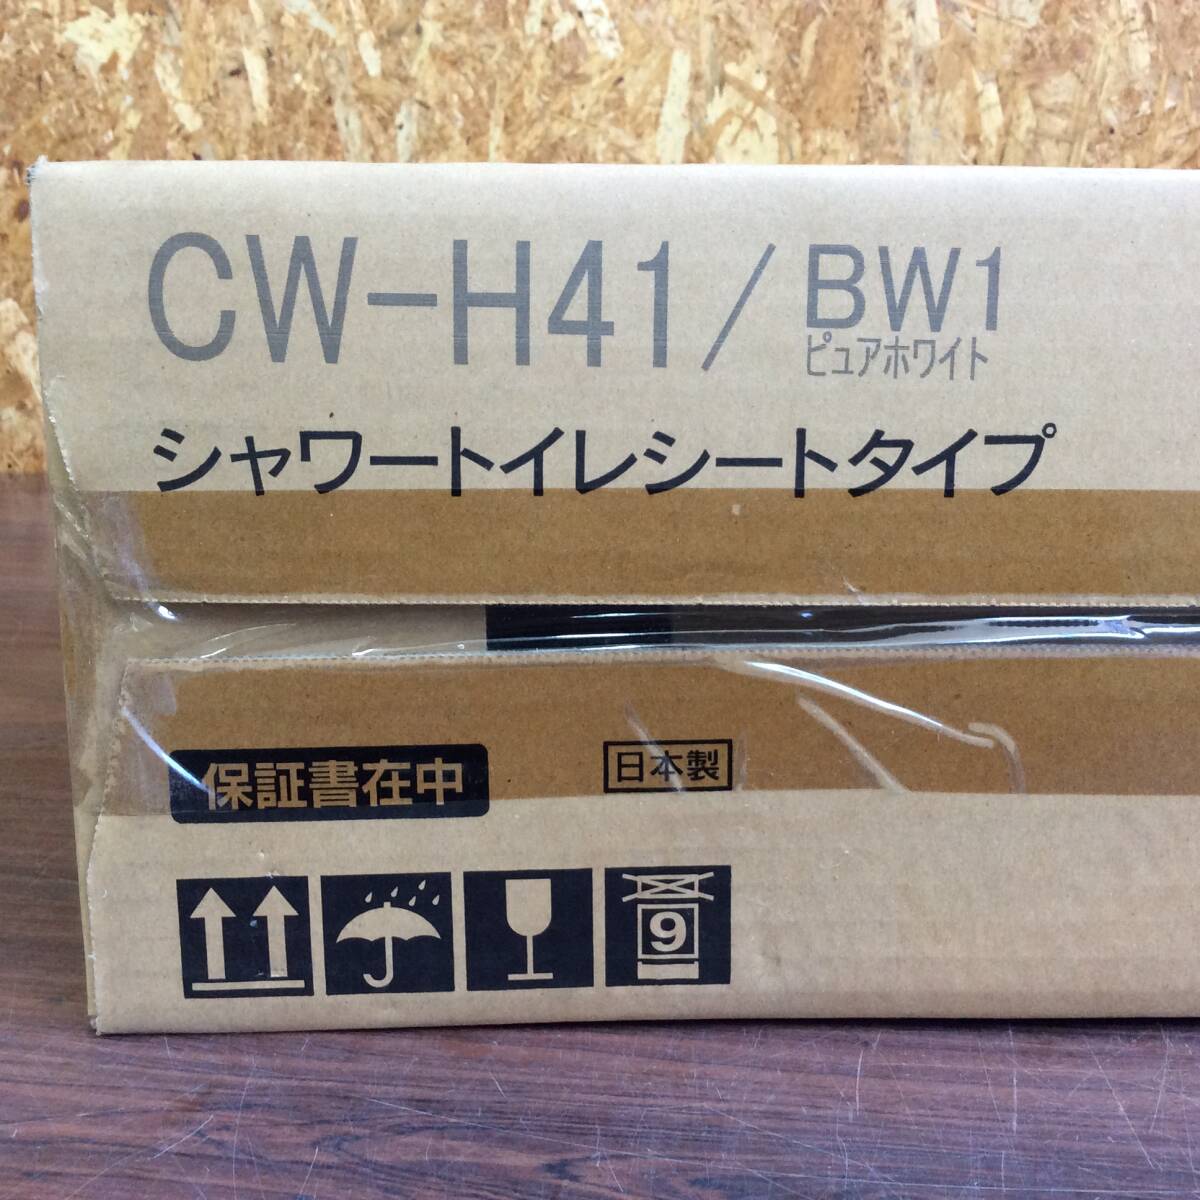 CW-H41/BW1
ピュアホワイト
シャワートイレシートタイプ
保証書在中
日本製
9